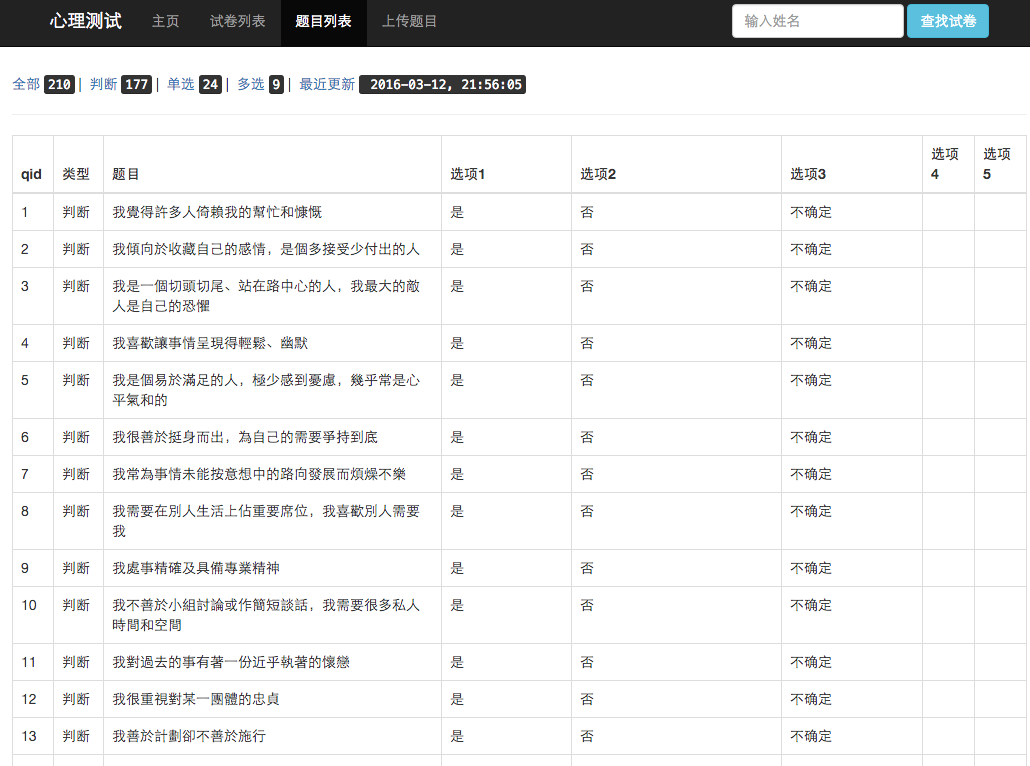 心理测试 主页 试卷列表 题目列表 上传题目 输入姓名 查找试卷
全部 210 | 判断 177 | 单选 24 | 多选 9 | 最近更新 2016-03-12, 21:56:05
qid 类型 题目 选项1 选项2 选项3 选项4 选项5
1 判断 我覺得許多人倚賴我的幫忙和慷慨 是 否 不确定
2 判断 我傾向於收藏自己的感情，是個多接受少付出的人 是 否 不确定
3 判断 我是一個切頭切尾、站在路中心的人，我最大的敵 是 否 不确定
人是自己的恐懼
4 判断 我喜歡讓事情呈現得輕鬆、幽默 是 否 不确定
5 判断 我是個易於滿足的人，極少感到憂慮，幾乎常是心 是 否 不确定
平氣和的
6 判断 我很善於挺身而出，為自己的需要爭持到底 是 否 不确定
7 判断 我常為事情未能按意想中的路向發展而煩燥不樂 是 否 不确定
8 判断 我需要在別人生活上佔重要席位，我喜歡別人需要 是 否 不确定
我
9 判断 我處事精確及具備專業精神 是 否 不确定
10 判断 我不善於小組討論或作簡短談話，我需要很多私人 是 否 不确定
時間和空間
11 判断 我對過去的事有著一份近乎執著的懷戀 是 否 不确定
12 判断 我很重視對某一團體的忠貞 是 否 不确定
13 判断 我善於計劃卻不善於施行 是 否 不确定